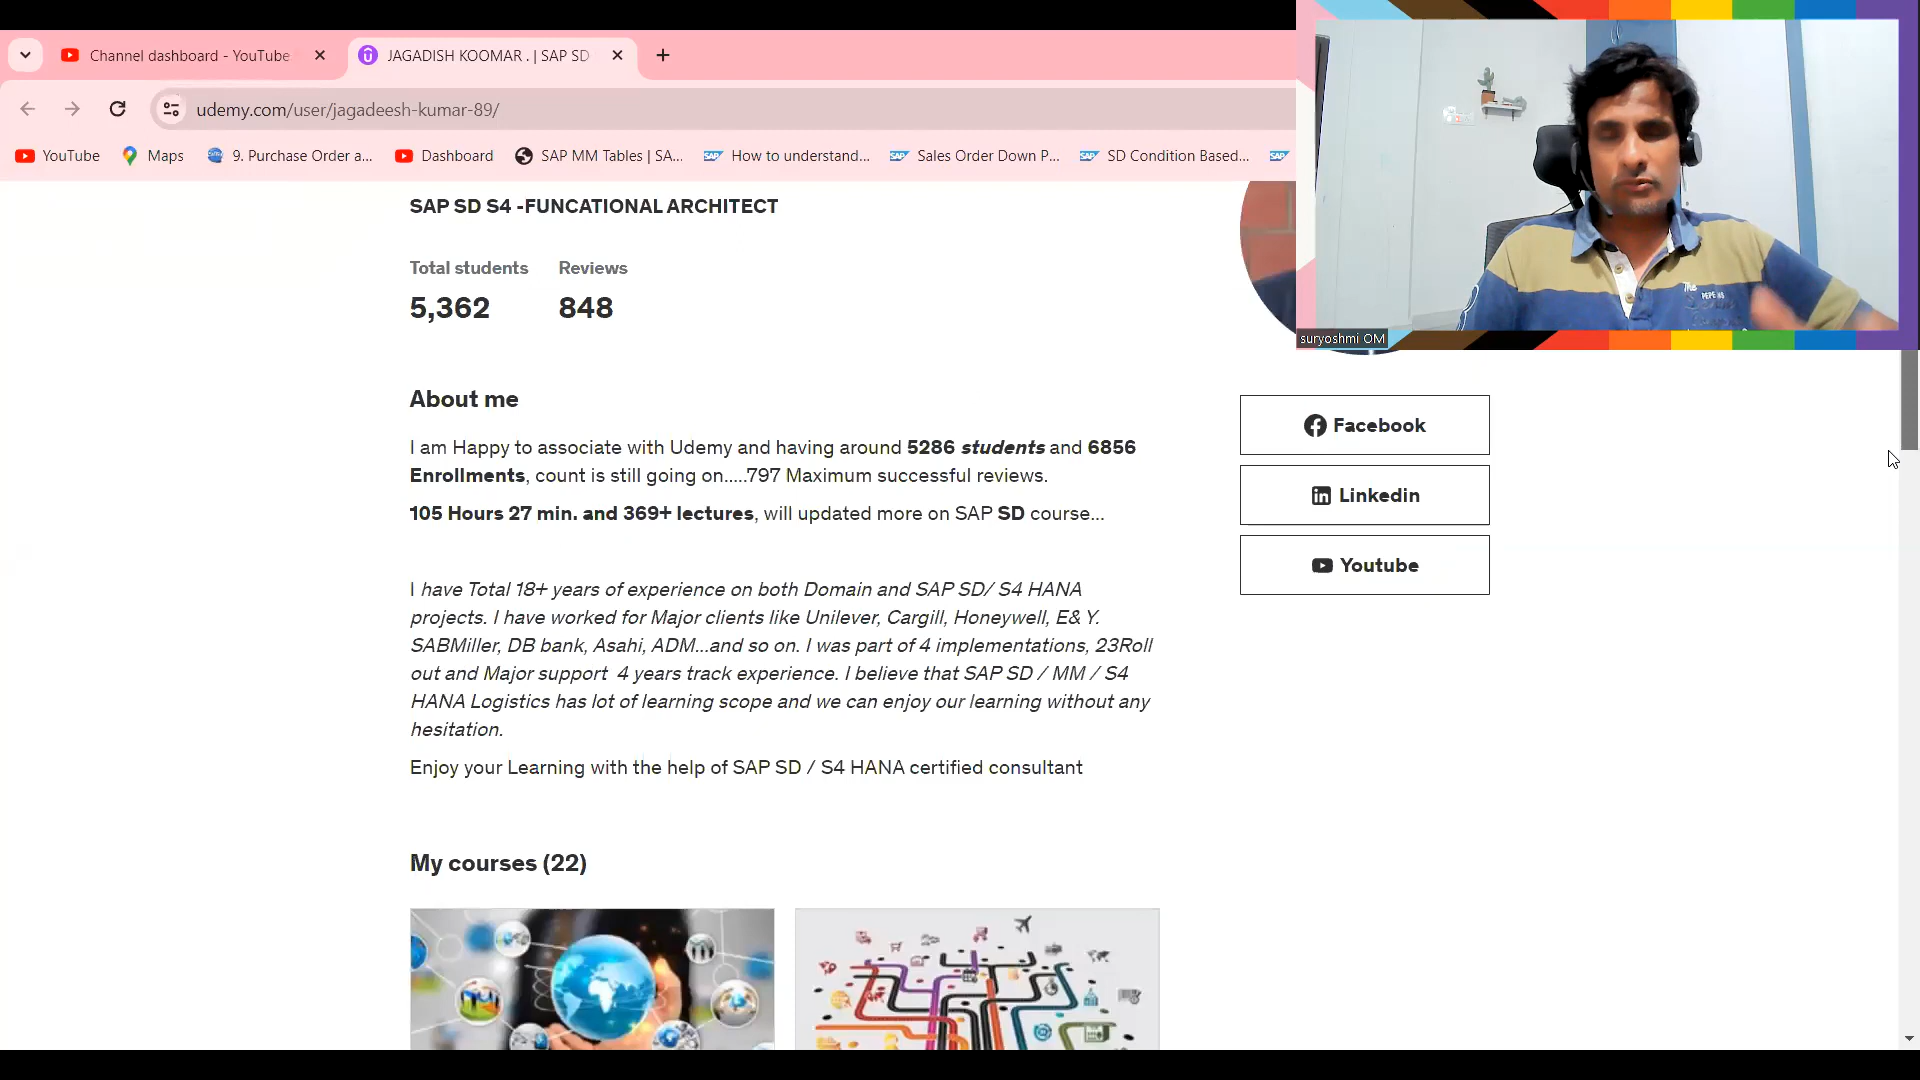 Channel dashboard - YouTube
JAGADISH KOOMAR . | SAP SD
udemy.com/user/jagadeesh-kumar-89/
YouTube
Maps
9. Purchase Order a...
Dashboard
SAP MM Tables | SA...
How to understand...
Sales Order Down P...
SD Condition Based...
The
PEPE
suryoshmi OM
SAP SD S4 -FUNCATIONAL ARCHITECT
Total students
Reviews
5,362
848
About me
I am Happy to associate with Udemy and having around 5286 students and 6856
Enrollments, count is still going on.....797 Maximum successful reviews.
105 Hours 27 min. and 369+ lectures, will updated more on SAP SD course...
I have Total 18+ years of experience on both Domain and SAP SD/ S4 HANA
projects. I have worked for Major clients like Unilever, Cargill, Honeywell, E& Y.
SABMiller, DB bank, Asahi, ADM...and so on. I was part of 4 implementations, 23Roll
out and Major support 4 years track experience. I believe that SAP SD / MM / S4
HANA Logistics has lot of learning scope and we can enjoy our learning without any
hesitation.
Enjoy your Learning with the help of SAP SD / S4 HANA certified consultant
Facebook
Linkedin
Youtube
My courses (22)